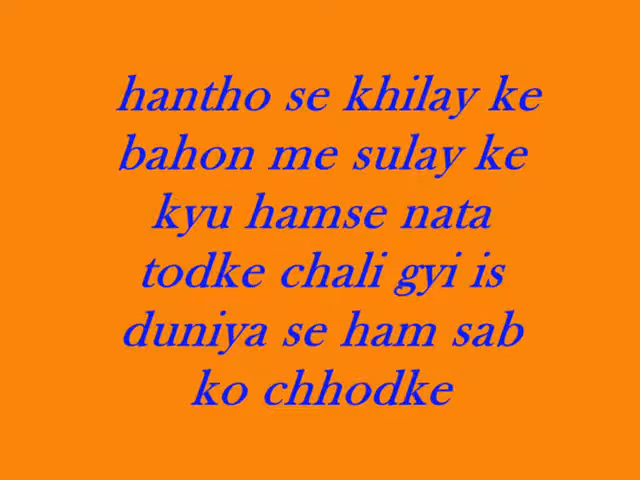 hantho se khilay ke
bahon me sulay ke
kyu hamse nata
todke chali gyi is
duniya se ham sab
ko chhodke